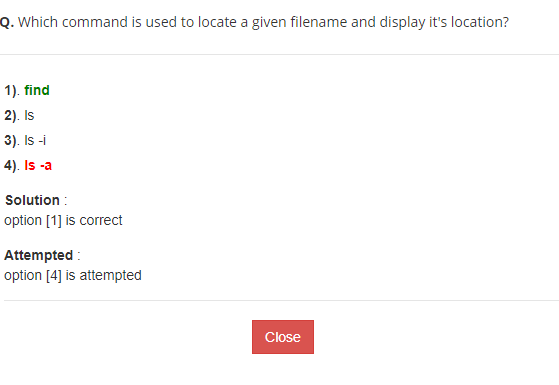 Q. Which command is used to locate a given filename and display it's location?
1). find
2). ls
3). ls -i
4). ls -a
Solution :
option [1] is correct
Attempted :
option [4] is attempted
Close